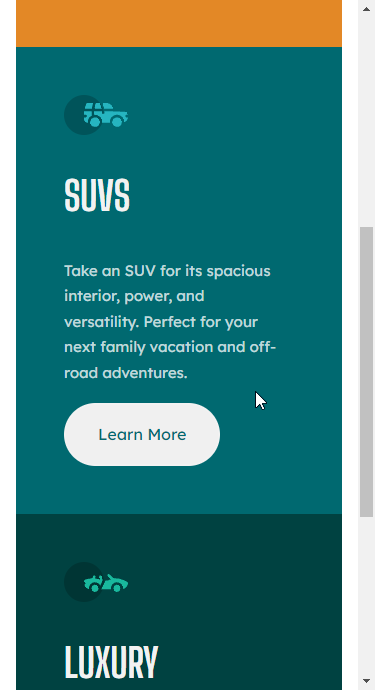 SUVS
Take an SUV for its spacious
interior, power, and
versatility. Perfect for your
next family vacation and off-
road adventures.
Learn More
LUXURY